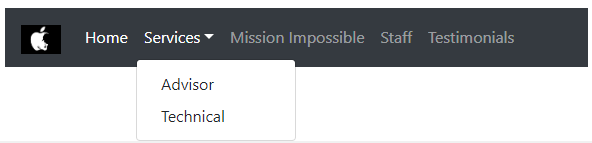 Home Services Mission Impossible Staff Testimonials
Advisor
Technical